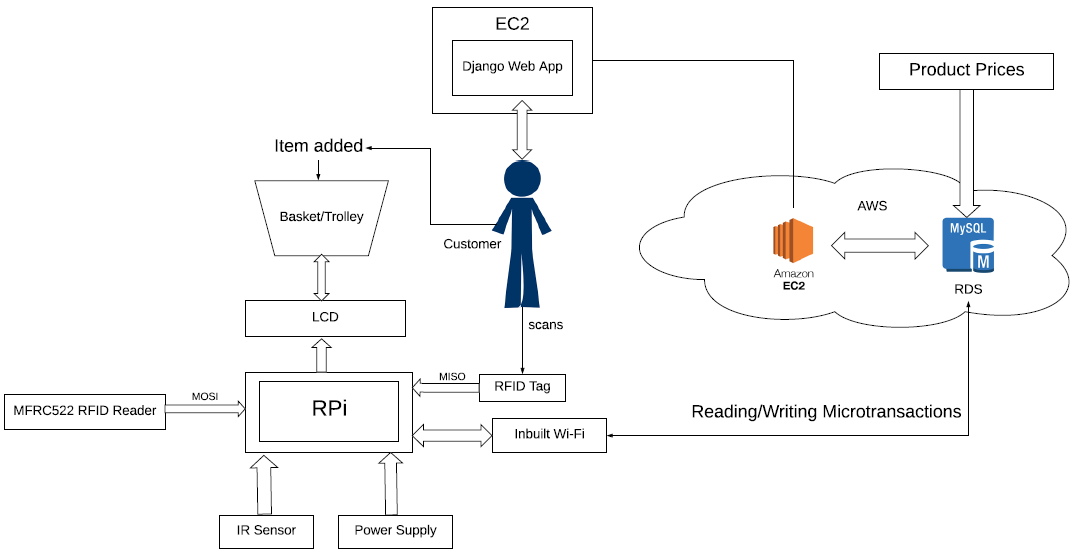 EC2
Django Web App
Product Prices
Item added
Basket/Trolley
Customer
AWS
MySQL
M
Amazon
EC2
RDS
LCD
scans
MISO
RFID Tag
MOSI
MFRC522 RFID Reader
RPi
Reading/Writing Microtransactions
Inbuilt Wi-Fi
IR Sensor
Power Supply